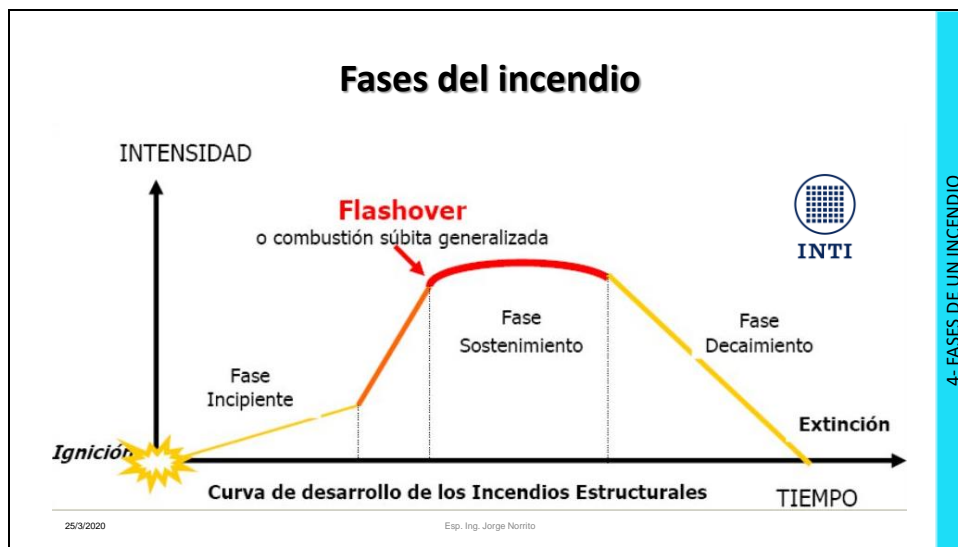 Fases del incendio
INTENSIDAD
Flashover
o combustión súbita generalizada
INTI
Fase
Sostenimiento
Fase
Decaimiento
Fase
Incipiente
Extinción
Ignición
Curva de desarrollo de los Incendios Estructurales
TIEMPO
25/3/2020
Esp. Ing. Jorge Norrito
4- FASES DE UN INCENDIO